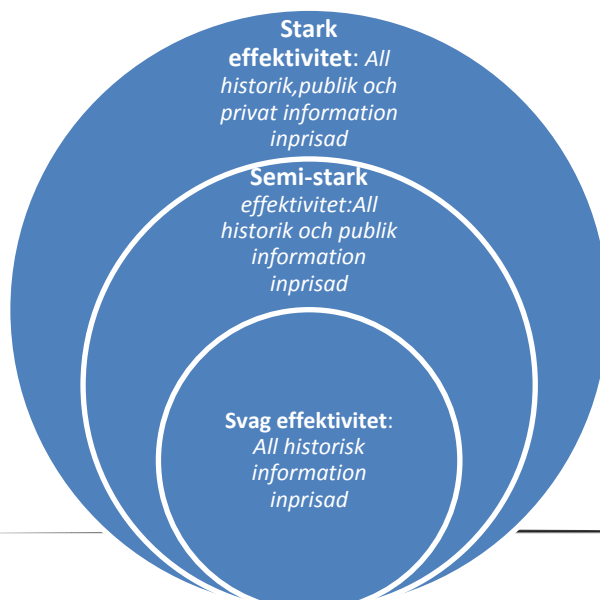 Stark
effektivitet: All
historik,publik och
privat information
inprisad
Semi-stark
effektivitet:All
historik och publik
information
inprisad
Svag effektivitet:
All historisk
information
inprisad